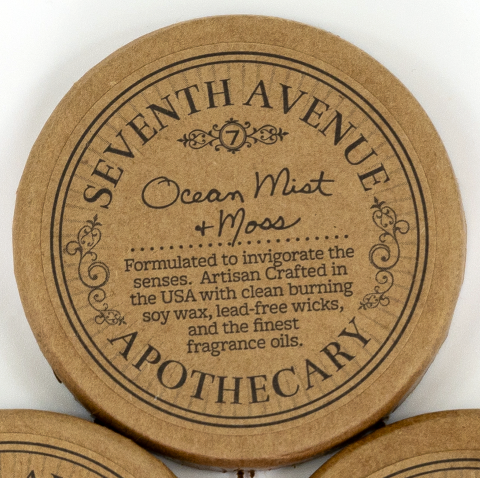 SEVENTH AVENUE
7
Ocean Mist
+ Moss
Formulated to invigorate the
senses. Artisan Crafted in
the USA with clean burning
soy wax, lead-free wicks,
and the finest
fragrance oils.
APOTHECARY